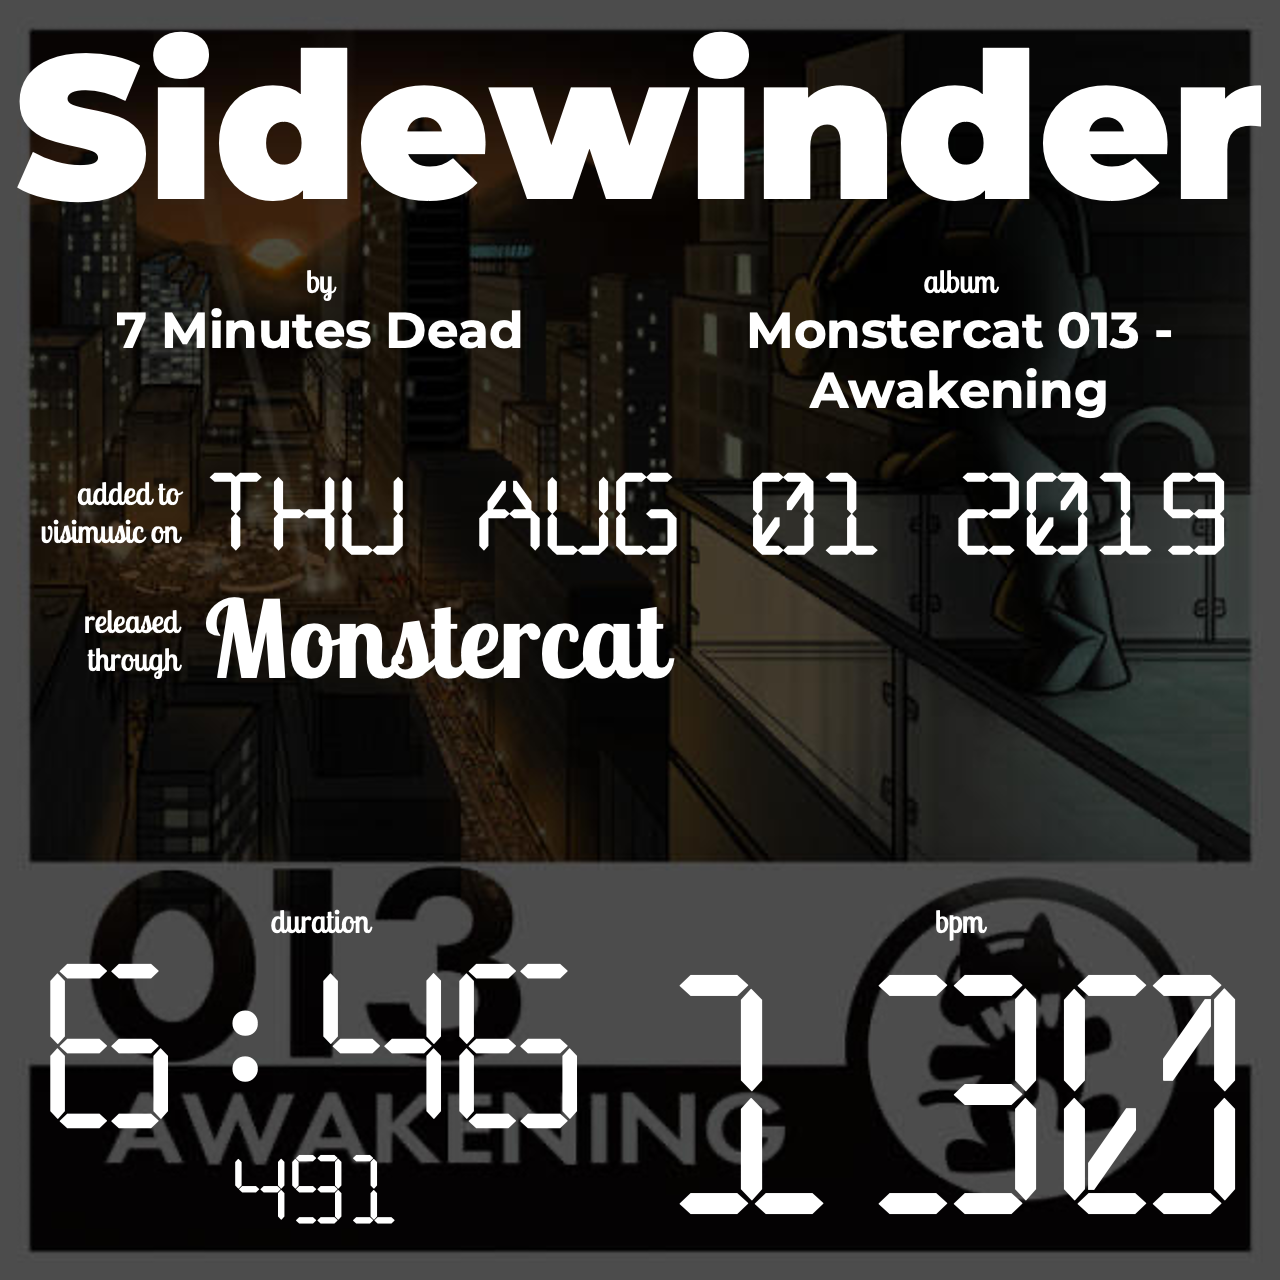 Sidewinder
by
7 Minutes Dead
album
Monstercat 013 -
Awakening
added to
visimusic on
THU AUG 01 2019
released
through
Monstercat
013
AWAKENING
duration
6:46
491
bpm
130